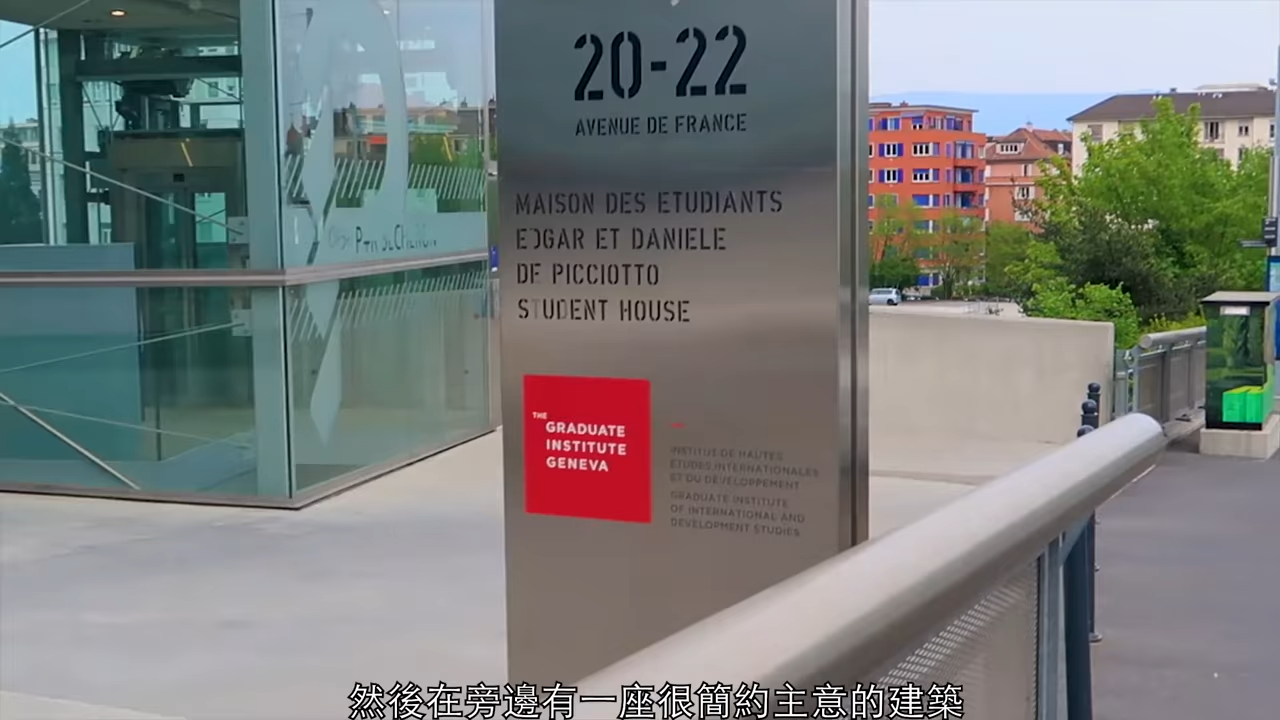 20-22
AVENUE DE FRANCE
MAISON DES ETUDIANTS
EDGAR ET DANIELE
DE PICCIOTTO
STUDENT HOUSE
THE
GRADUATE
INSTITUTE
GENEVA
INSTITUT DE HAUTES
ETUDES INTERNATIONALES
ET DU DEVELOPPEMENT
GRADUATE INSTITUTE
OF INTERNATIONAL AND
DEVELOPMENT STUDIES
然後在旁邊有一座很簡約主意的建築